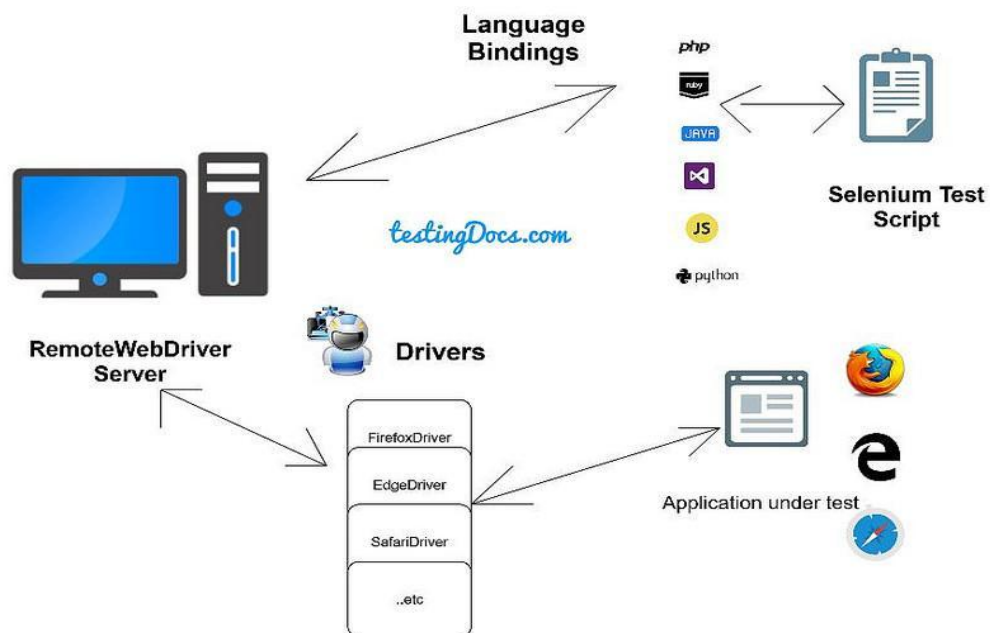 Language
Bindings
php
ruby
JAVA
JS
python
Selenium Test
Script
testingDocs.com
RemoteWebDriver
Server
Drivers
FirefoxDriver
EdgeDriver
SafariDriver
..etc
Application under test